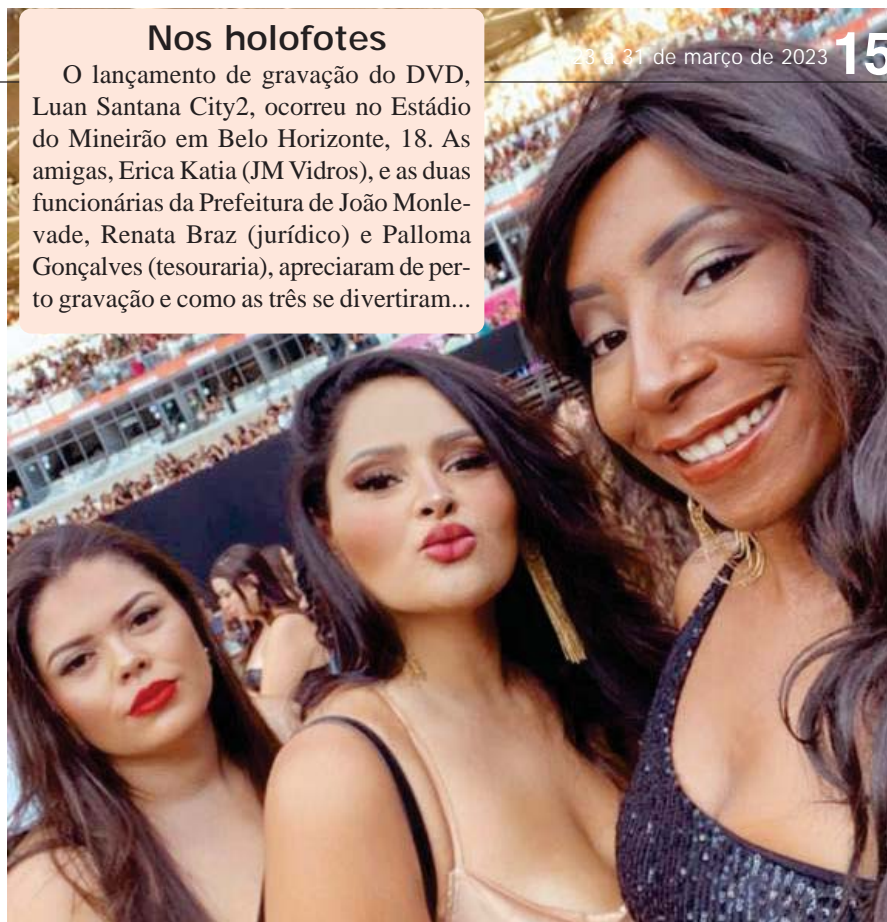 Nos holofotes
O lançamento de gravação do DVD,
Luan Santana City2, ocorreu no Estádio
do Mineirão em Belo Horizonte, 18. As
amigas, Erica Katia (JM Vidros), e as duas
funcionárias da Prefeitura de João Monle-
vade, Renata Braz (jurídico) e Palloma
Gonçalves (tesouraria), apreciaram de per-
to gravação e como as três se divertiram...
23 a 31 de março de 2023 15